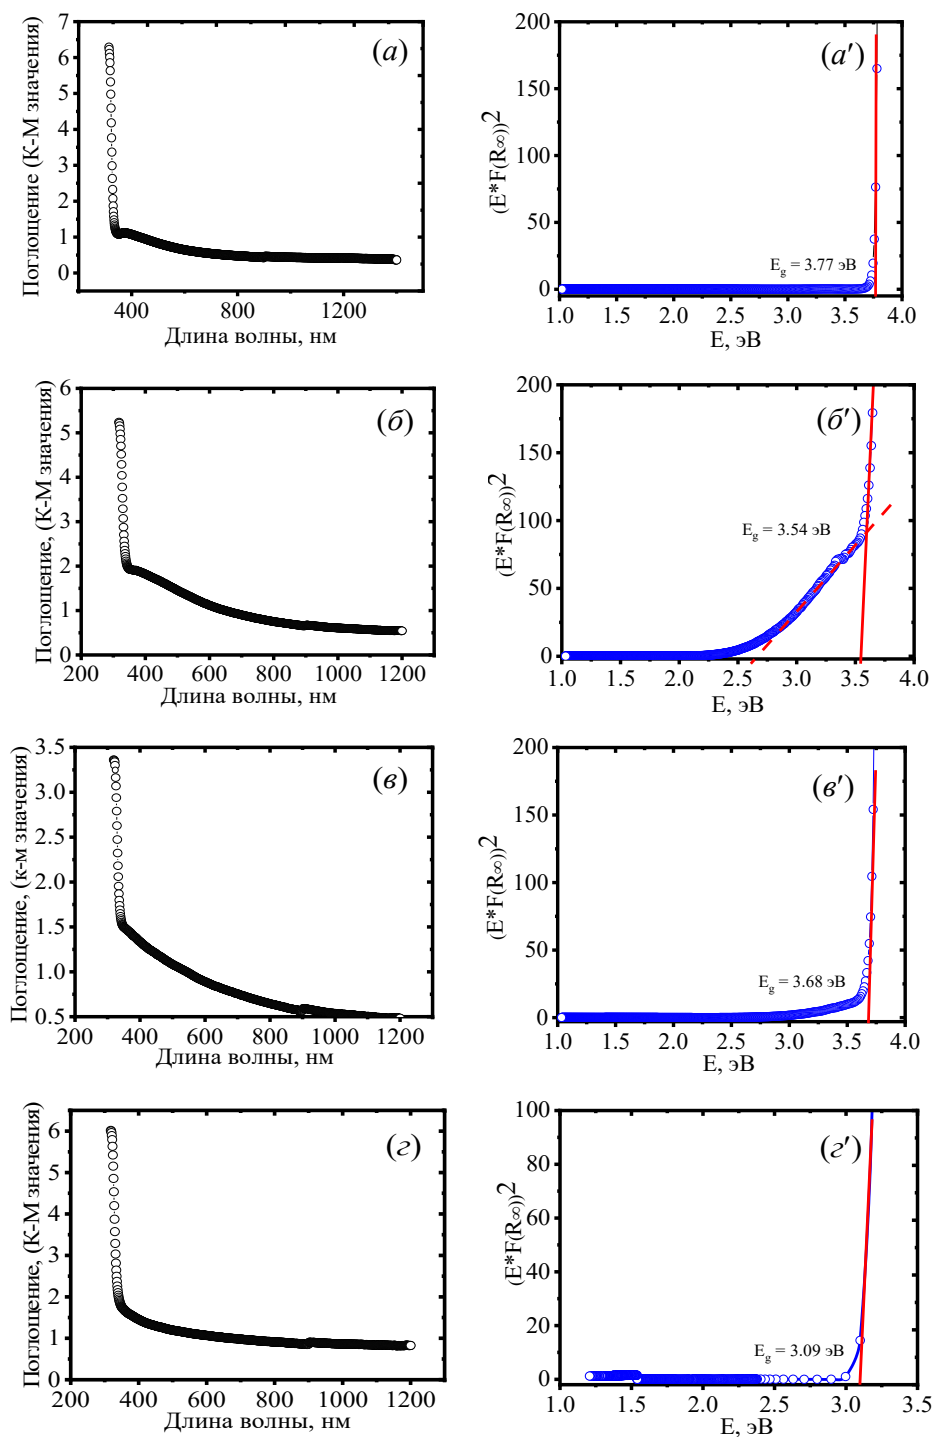 (а)
Поглощение (К-М значения)
7
6
5
4
3
2
1
0
400 800 1200
Длина волны, нм
(а′)
(E*F(R∞))2
200
150
100
50
0
E_g = 3.77 эВ
1.0 1.5 2.0 2.5 3.0 3.5 4.0
E, эВ
(б)
Поглощение, (К-М значения)
6
5
4
3
2
1
0
200 400 600 800 1000 1200
Длина волны, нм
(б′)
(E*F(R∞))2
200
150
100
50
0
E_g = 3.54 эВ
1.0 1.5 2.0 2.5 3.0 3.5 4.0
E, эВ
(в)
Поглощение, (к-м значения)
3.5
3.0
2.5
2.0
1.5
1.0
0.5
200 400 600 800 1000 1200
Длина волны, нм
(в′)
(E*F(R∞))2
200
150
100
50
0
E_g = 3.68 эВ
1.0 1.5 2.0 2.5 3.0 3.5 4.0
E, эВ
(г)
Поглощение, (К-М значения)
6
5
4
3
2
1
0
200 400 600 800 1000 1200
Длина волны, нм
(г′)
(E*F(R∞))2
100
80
60
40
20
0
E_g = 3.09 эВ
1.0 1.5 2.0 2.5 3.0 3.5
E, эВ